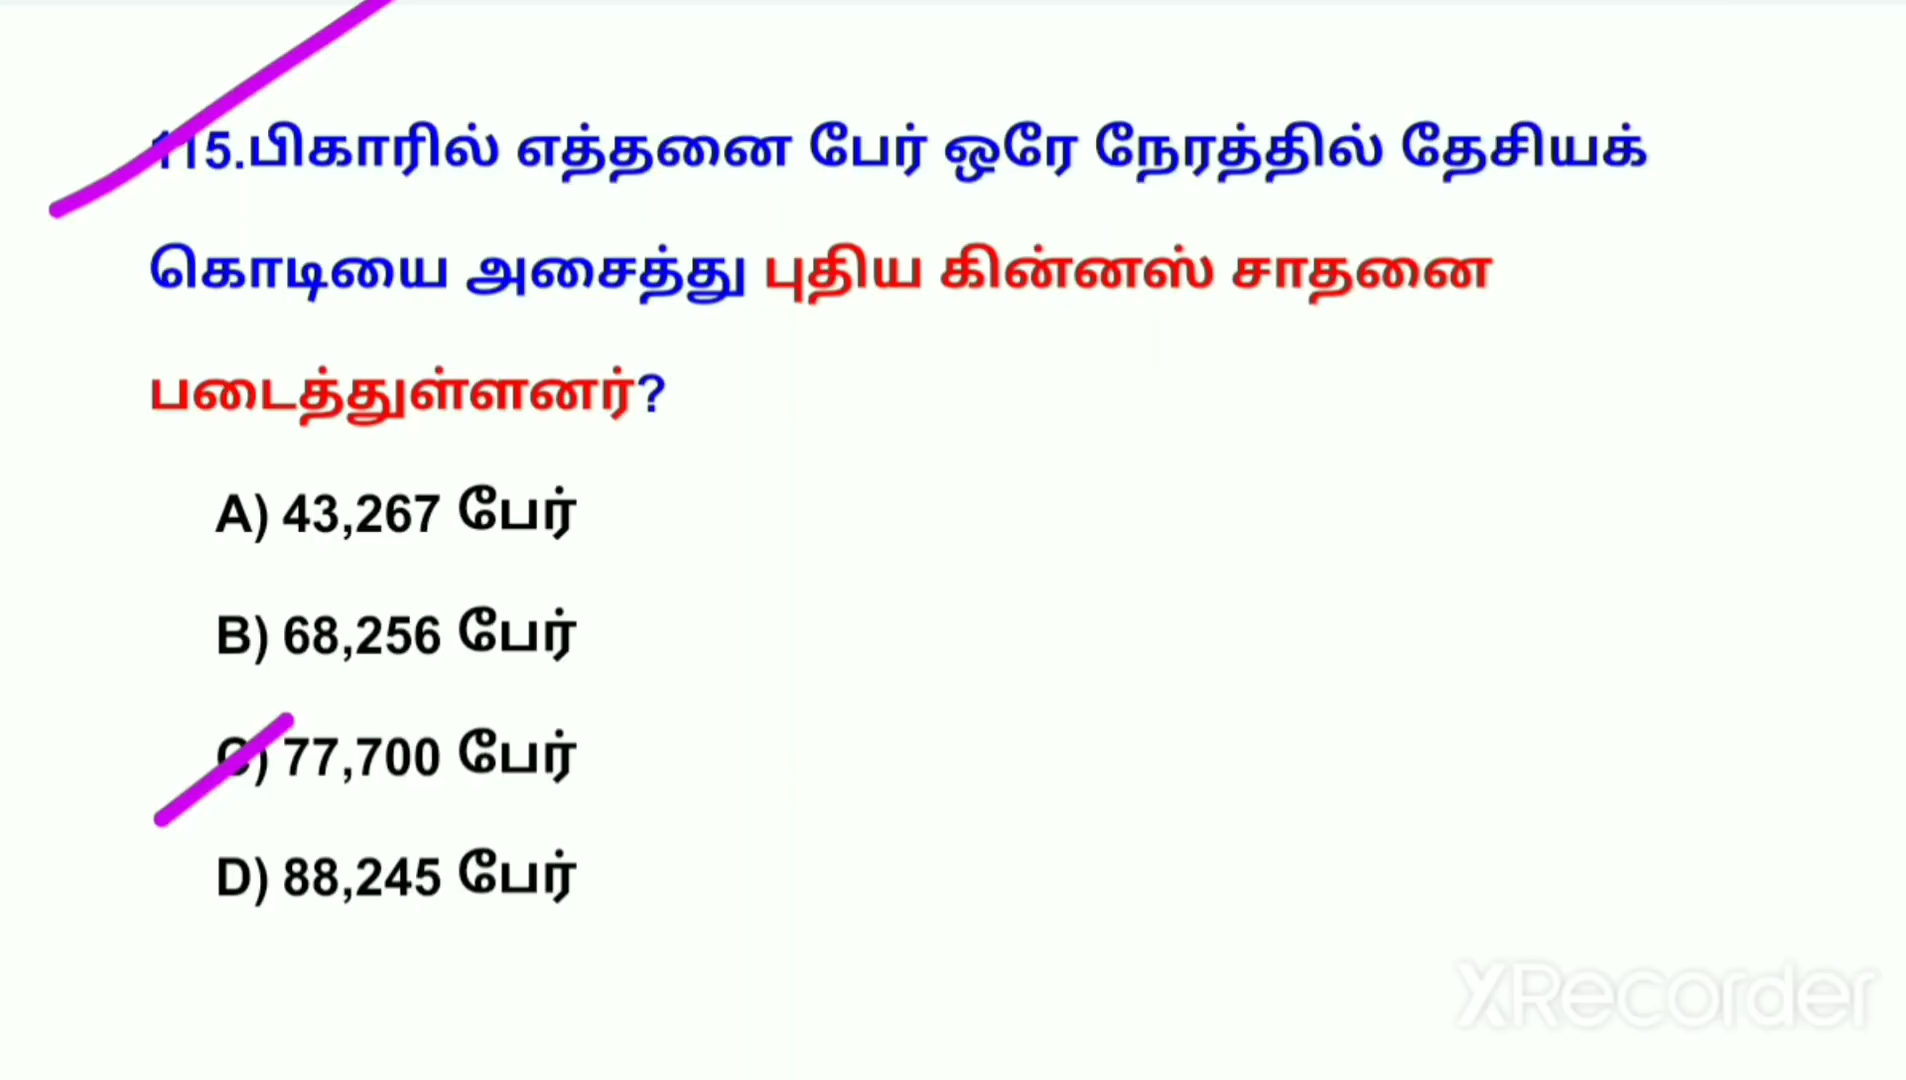 115.பிகாரில் எத்தனை பேர் ஒரே நேரத்தில் தேசியக்
கொடியை அசைத்து புதிய கின்னஸ் சாதனை
படைத்துள்ளனர்?
A) 43,267 பேர்
B) 68,256 பேர்
C) 77,700 பேர்
D) 88,245 பேர்
XRecorder